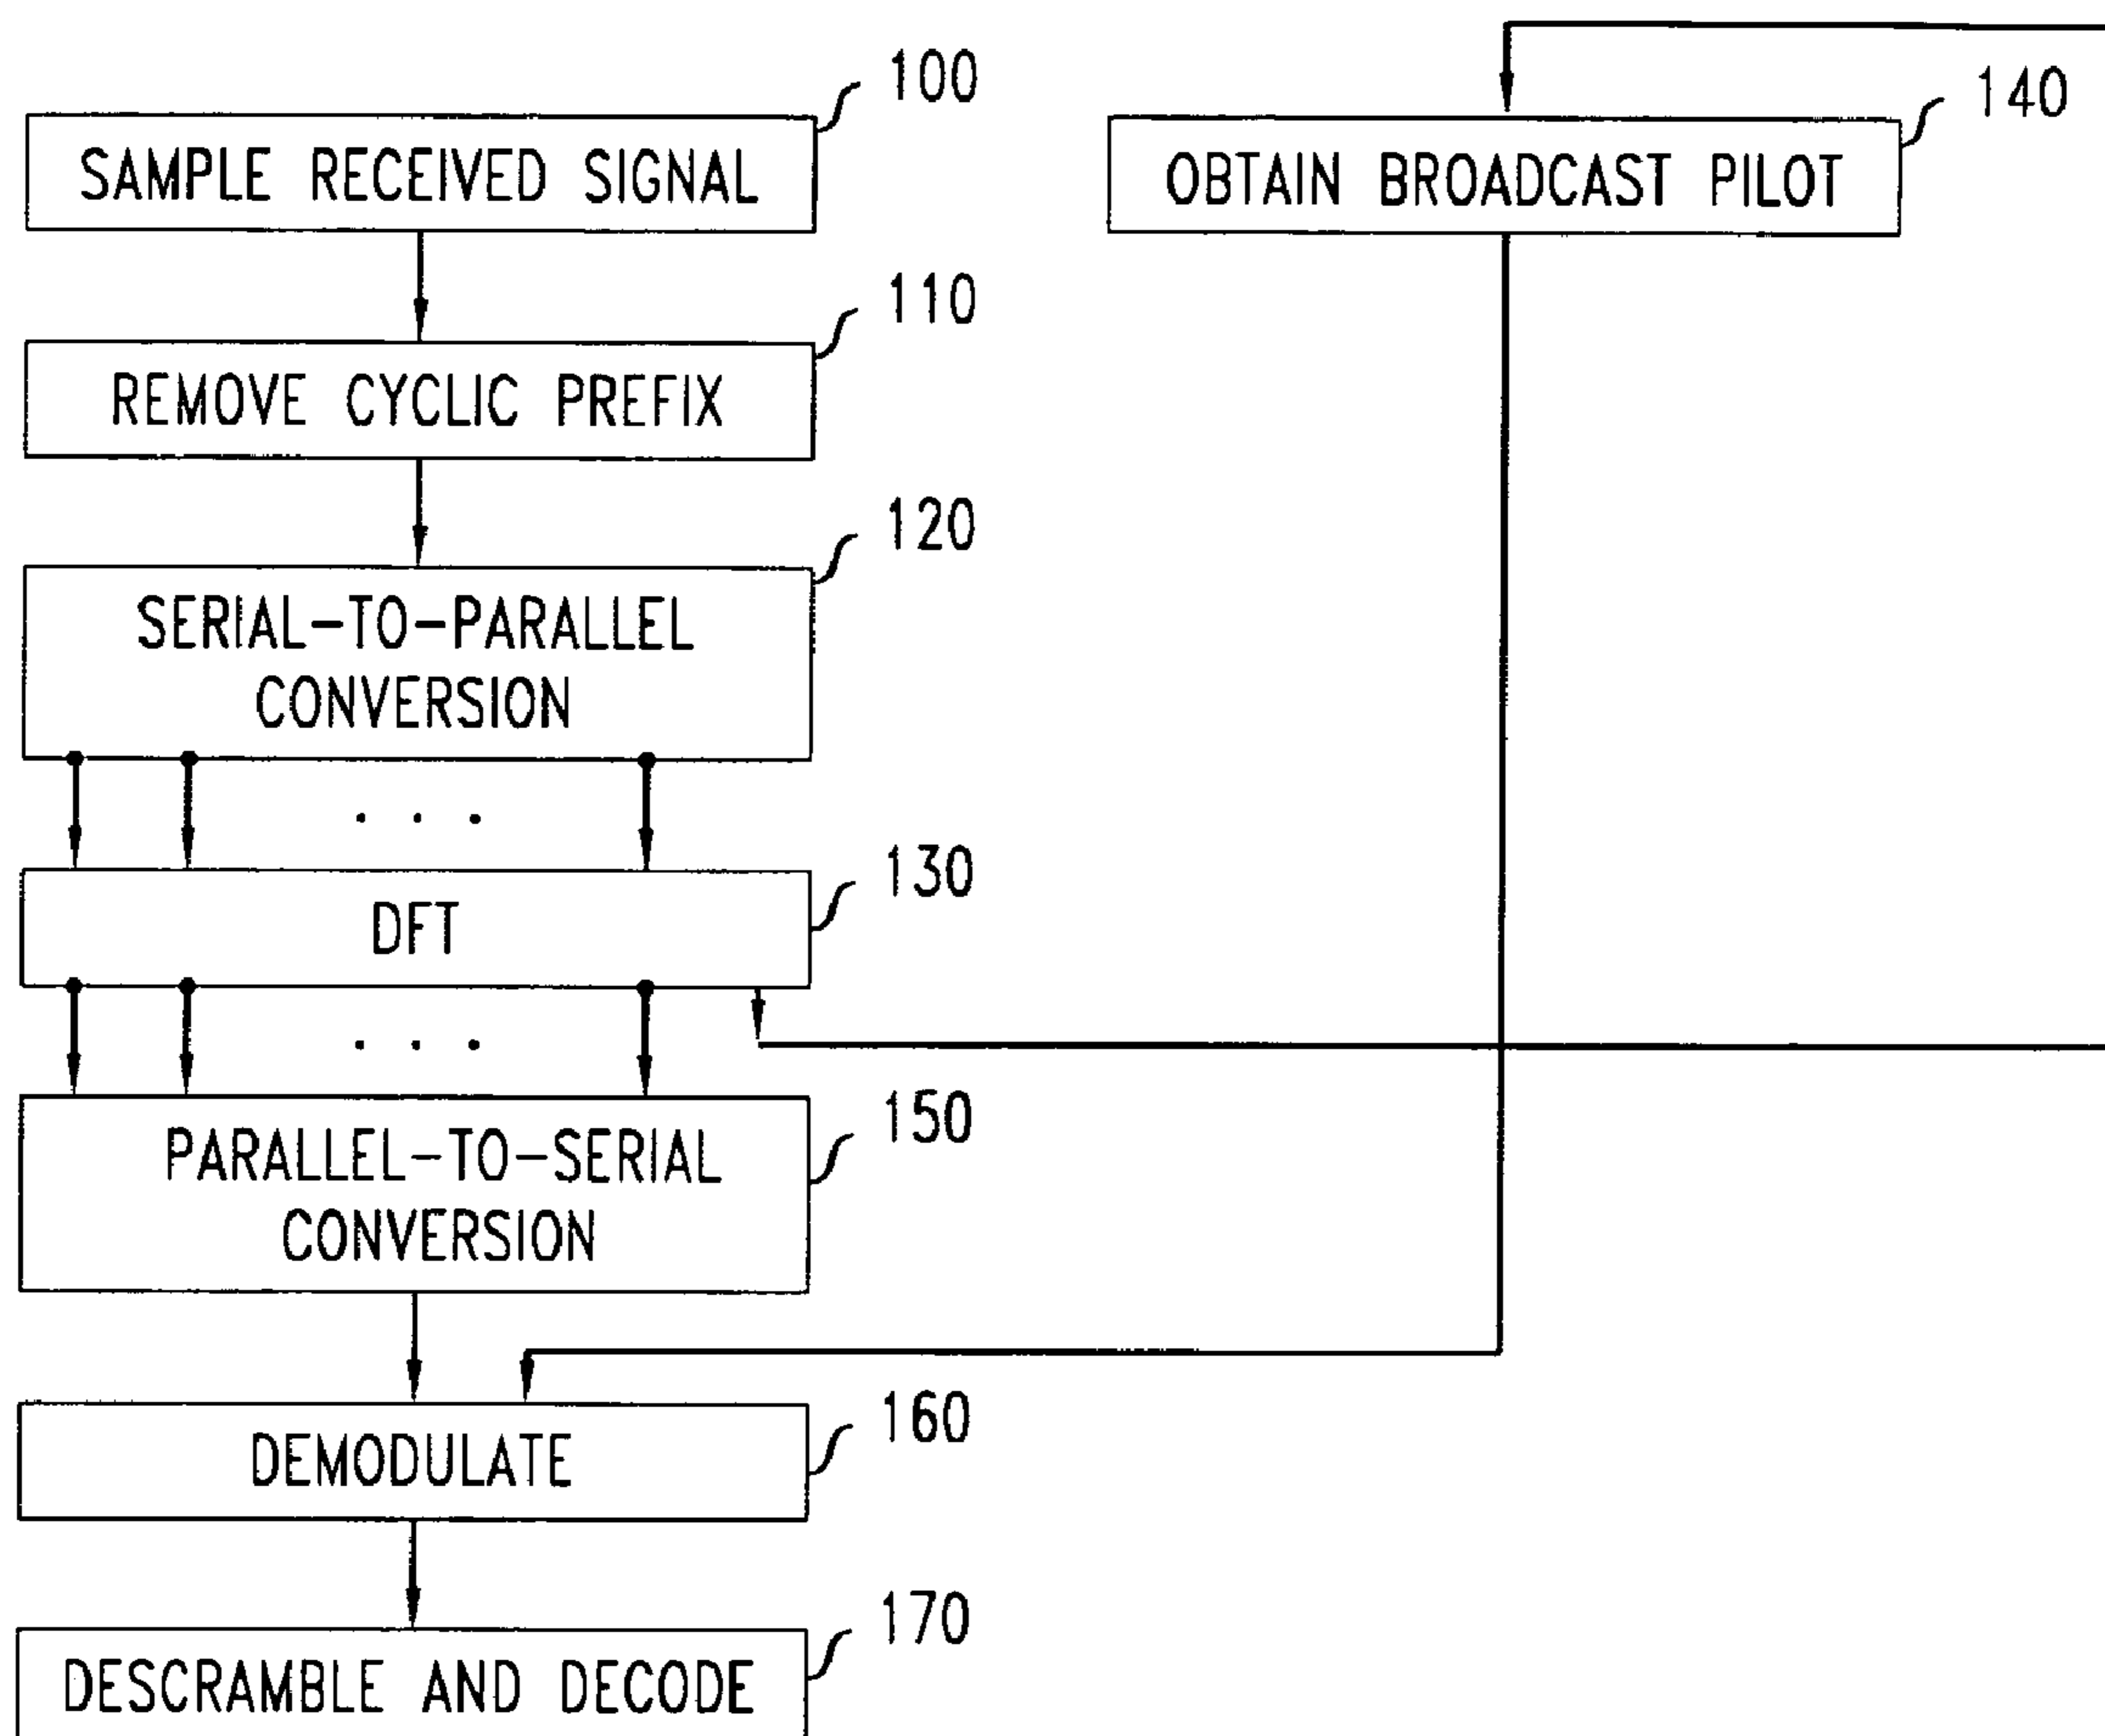 100
SAMPLE RECEIVED SIGNAL
140
OBTAIN BROADCAST PILOT
110
REMOVE CYCLIC PREFIX
120
SERIAL-TO-PARALLEL
CONVERSION
. . .
130
DFT
. . .
150
PARALLEL-TO-SERIAL
CONVERSION
160
DEMODULATE
170
DESCRAMBLE AND DECODE